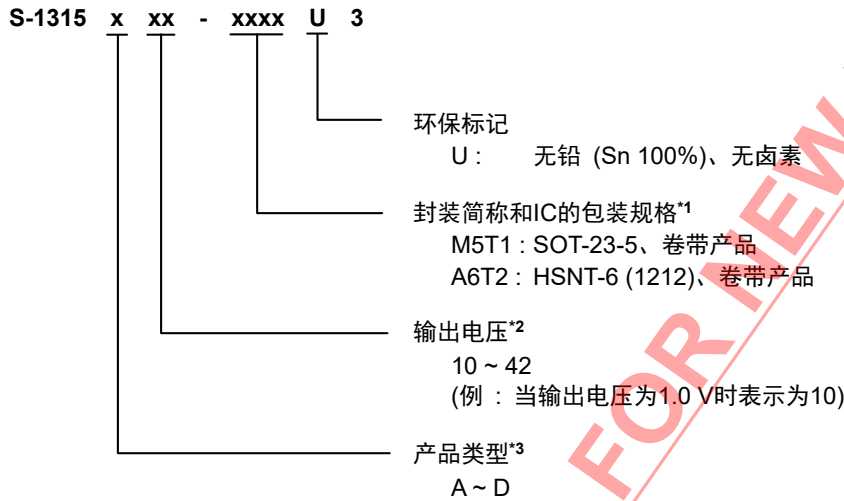 S-1315 x xx - xxxx U 3
环保标记
U : 无铅 (Sn 100%)、无卤素
封装简称和IC的包装规格*1
M5T1 : SOT-23-5、卷带产品
A6T2 : HSNT-6 (1212)、卷带产品
输出电压*2
10 ~ 42
(例 : 当输出电压为1.0 V时表示为10)
产品类型*3
A ~ D
FOR NEW